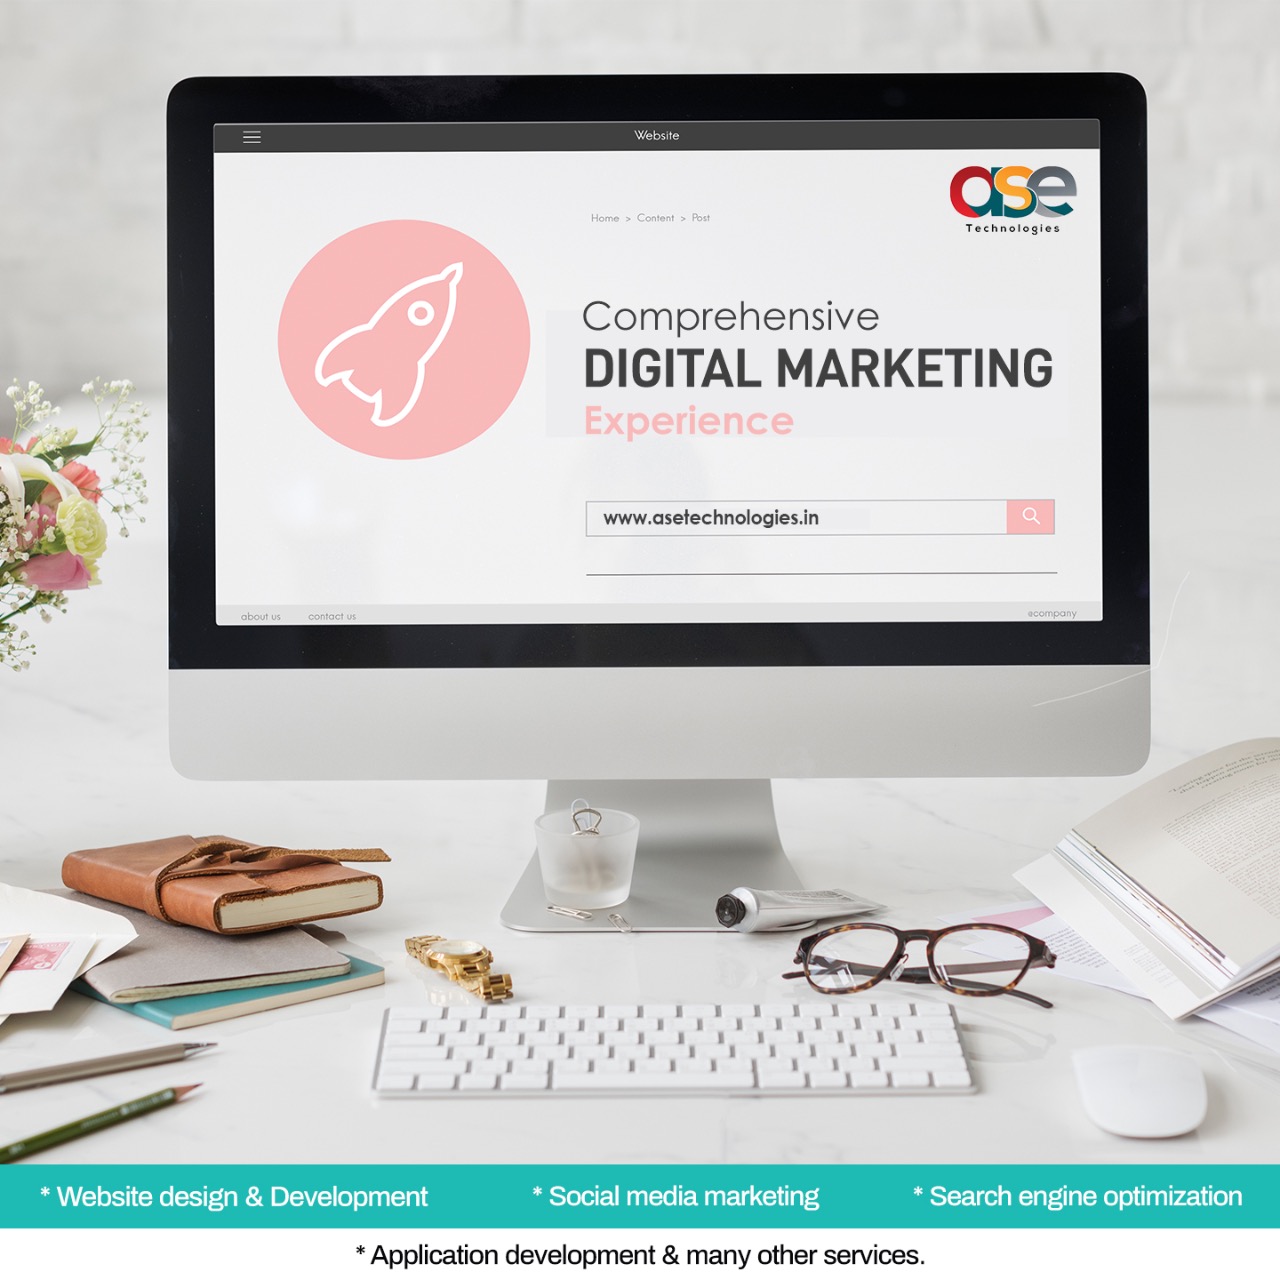 Website
ase
Technologies
Home > Content > Post
Comprehensive
DIGITAL MARKETING
Experience
www.asetechnologies.in
about us contact us ecompany
* Website design & Development * Social media marketing * Search engine optimization
* Application development & many other services.